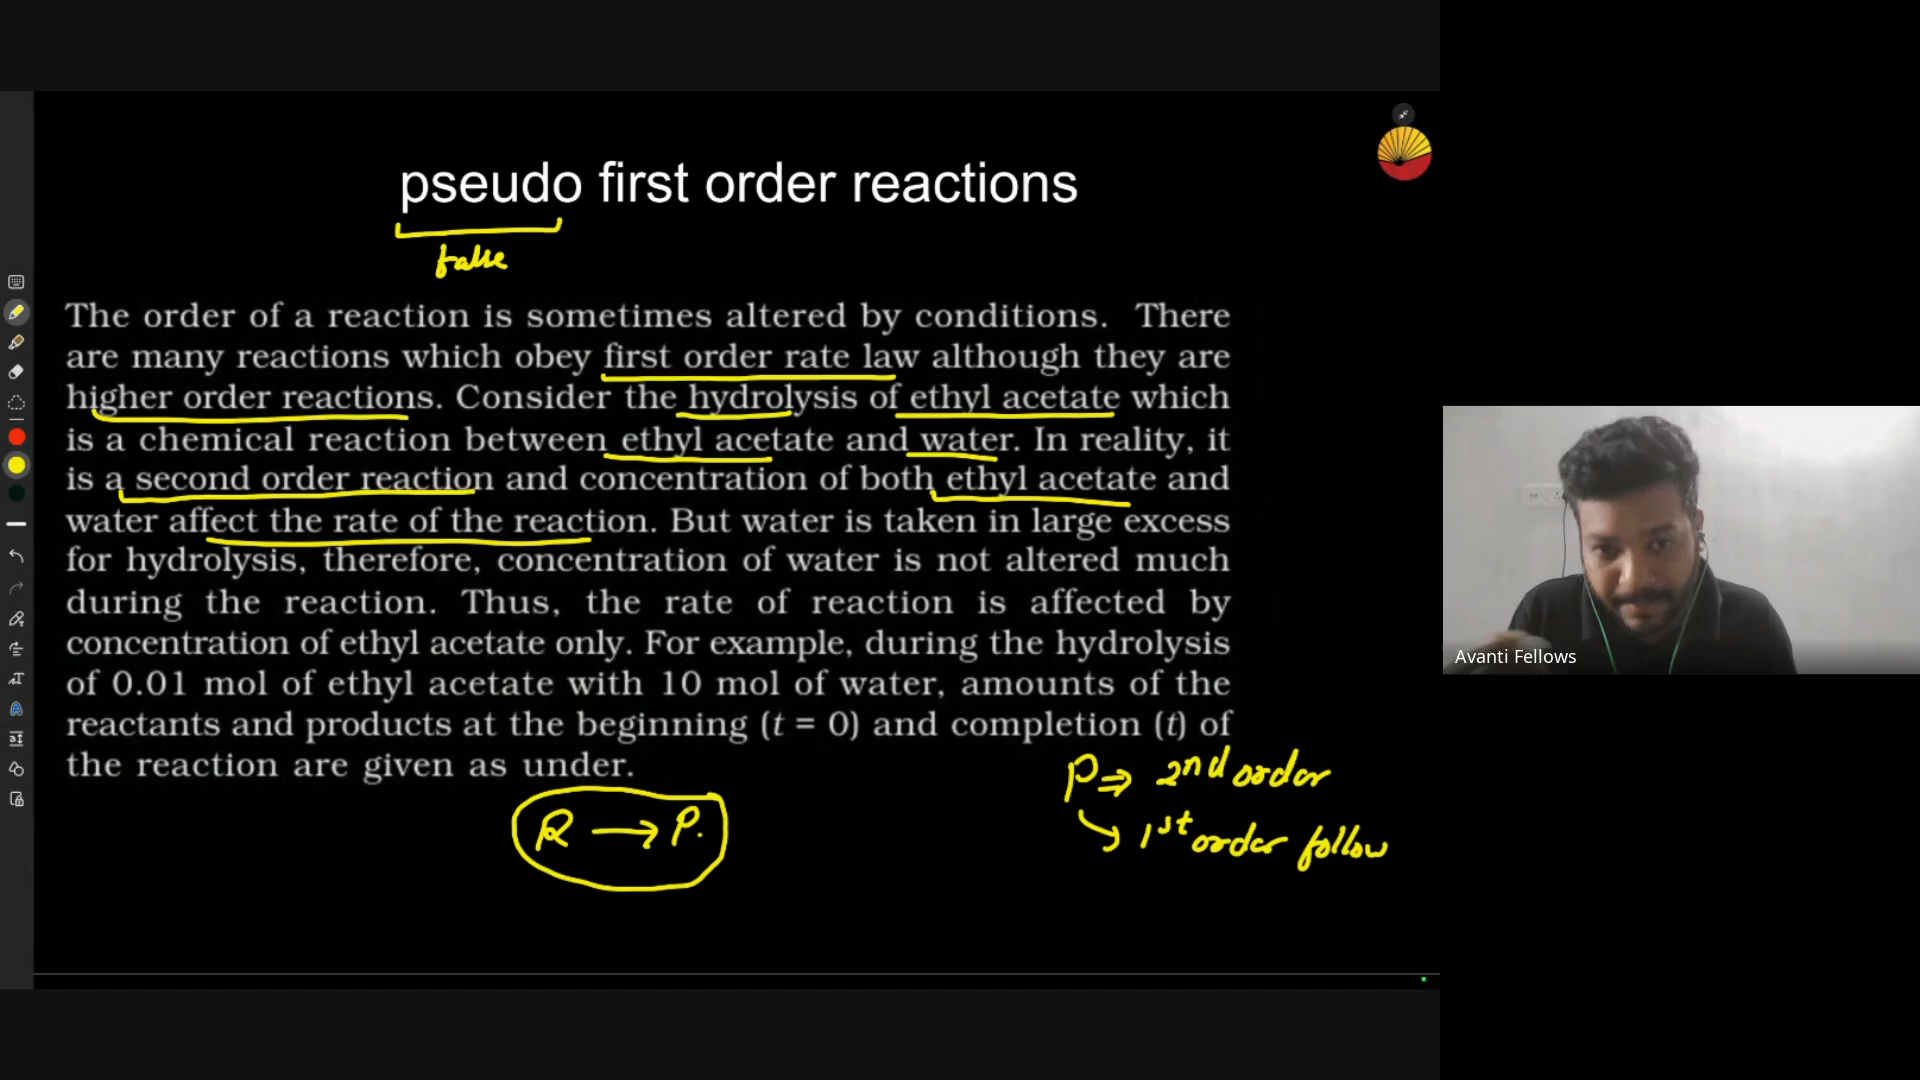 pseudo first order reactions
false
The order of a reaction is sometimes altered by conditions. There
are many reactions which obey first order rate law although they are
higher order reactions. Consider the hydrolysis of ethyl acetate which
is a chemical reaction between ethyl acetate and water. In reality, it
is a second order reaction and concentration of both ethyl acetate and
water affect the rate of the reaction. But water is taken in large excess
for hydrolysis, therefore, concentration of water is not altered much
during the reaction. Thus, the rate of reaction is affected by
concentration of ethyl acetate only. For example, during the hydrolysis
of 0.01 mol of ethyl acetate with 10 mol of water, amounts of the
reactants and products at the beginning (t = 0) and completion (t) of
the reaction are given as under.
R → P.
P ⇒ 2nd order
↳ 1st order follow
Avanti Fellows